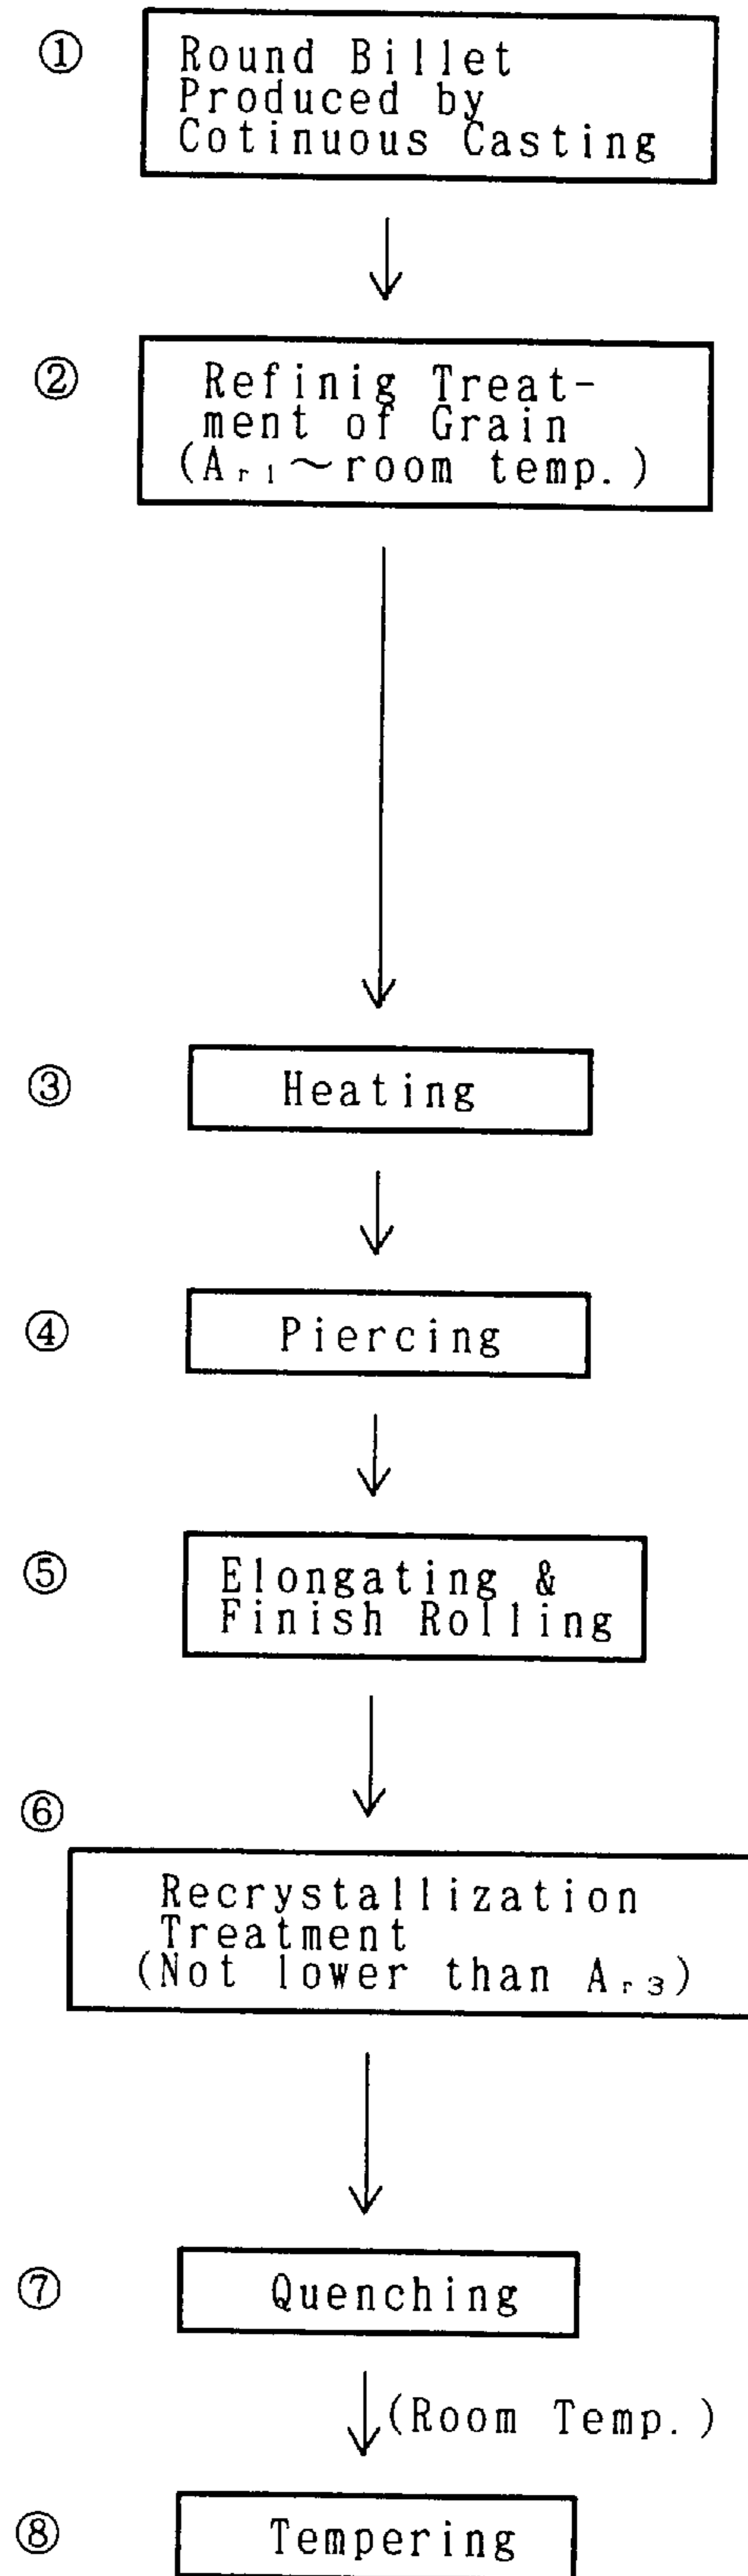 ① Round Billet
Produced by
Cotinuous Casting
② Refinig Treat-
ment of Grain
(Ar1～room temp.)
③ Heating
④ Piercing
⑤ Elongating &
Finish Rolling
⑥
Recrystallization
Treatment
(Not lower than Ar3)
⑦ Quenching
(Room Temp.)
⑧ Tempering